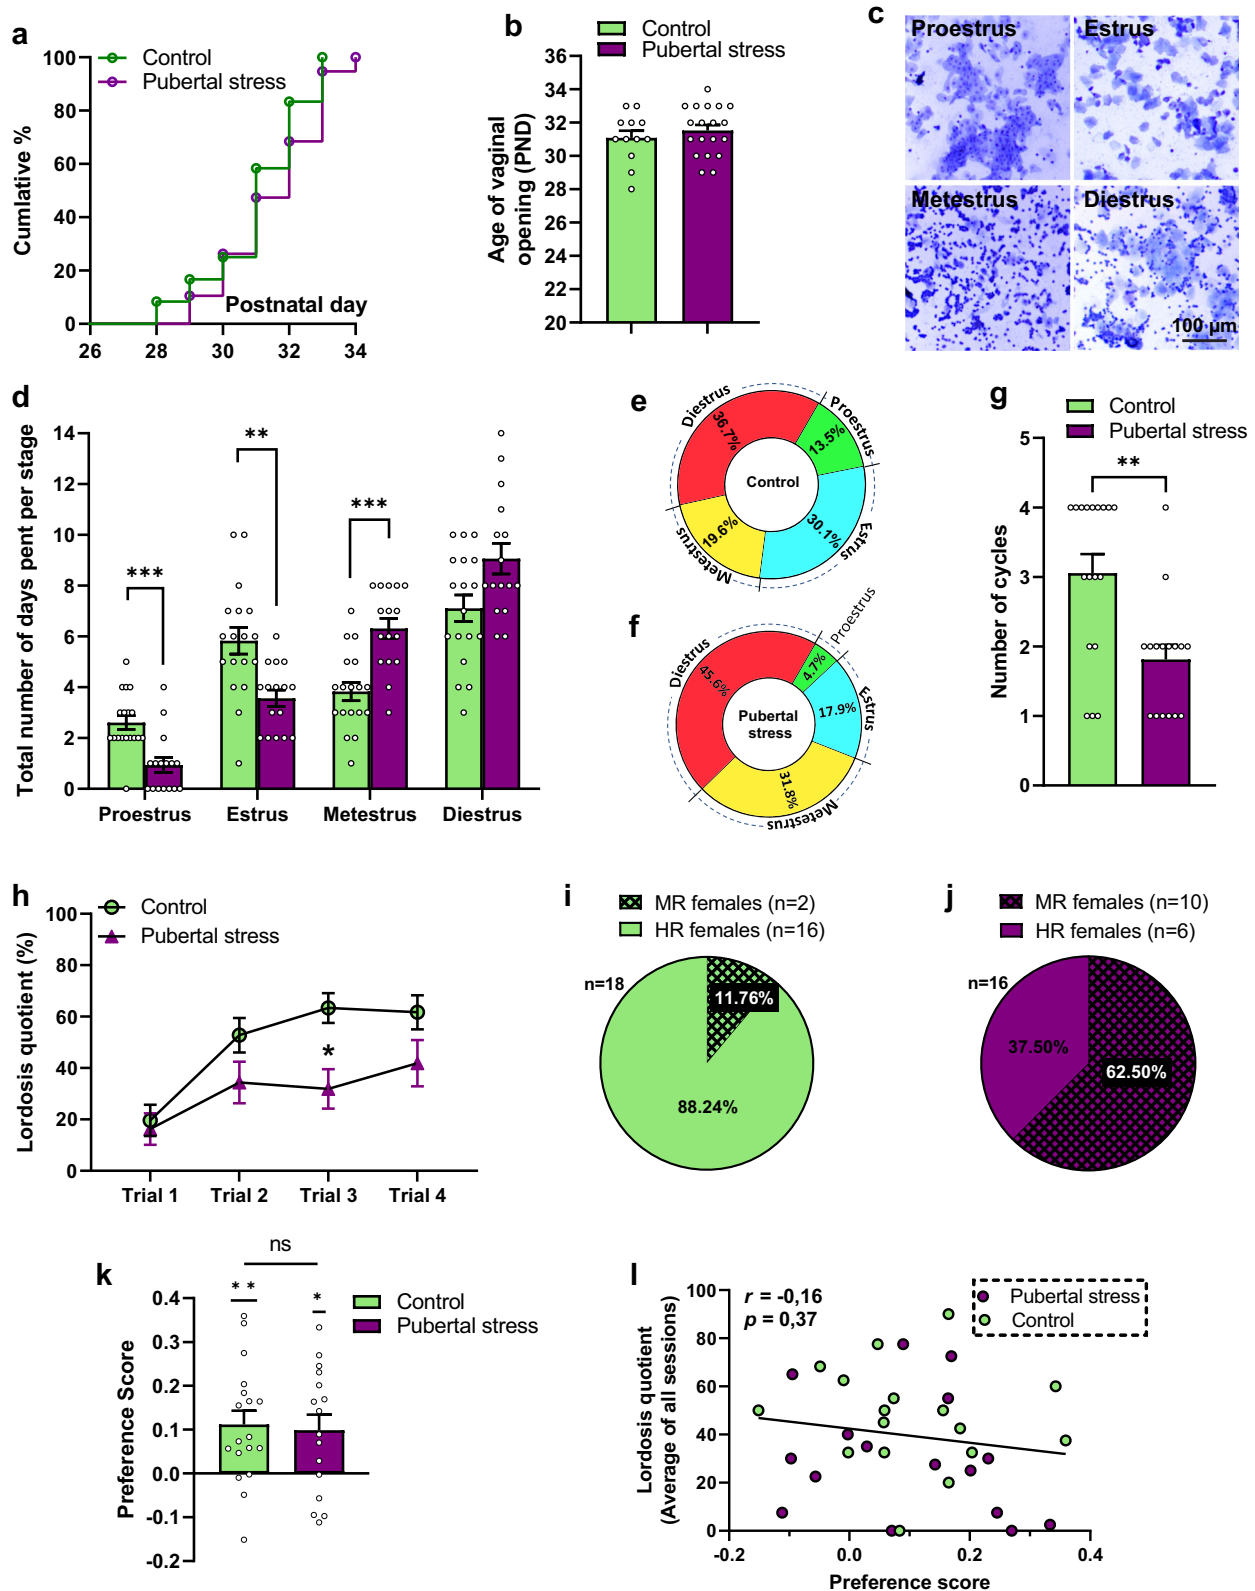 a
Control
Pubertal stress
Cumlative %
100
80
60
40
20
0
Postnatal day
26 28 30 32 34
b
Control
Pubertal stress
Age of vaginal
opening (PND)
36
34
32
30
28
26
24
22
20
c
Proestrus
Estrus
Metestrus
Diestrus
100 µm
d
Total number of days pent per stage
14
12
10
8
6
4
2
0
***
**
***
Proestrus Estrus Metestrus Diestrus
e
Diestrus
36.7%
Proestrus
13.5%
Control
Estrus
30.1%
Metestrus
19.6%
f
Diestrus
45.6%
Proestrus
4.7%
Pubertal
stress
Estrus
17.9%
Metestrus
31.8%
g
Control
Pubertal stress
Number of cycles
5
4
3
2
1
0
**
h
Control
Pubertal stress
Lordosis quotient (%)
100
80
60
40
20
0
*
Trial 1 Trial 2 Trial 3 Trial 4
i
MR females (n=2)
HR females (n=16)
n=18
11.76%
88.24%
j
MR females (n=10)
HR females (n=6)
n=16
37.50%
62.50%
k
ns
**
*
Control
Pubertal stress
Preference Score
0.4
0.3
0.2
0.1
0.0
-0.1
-0.2
l
r = -0,16
p = 0,37
Pubertal stress
Control
Lordosis quotient
(Average of all sessions)
100
80
60
40
20
0
-0.2 0.0 0.2 0.4
Preference score